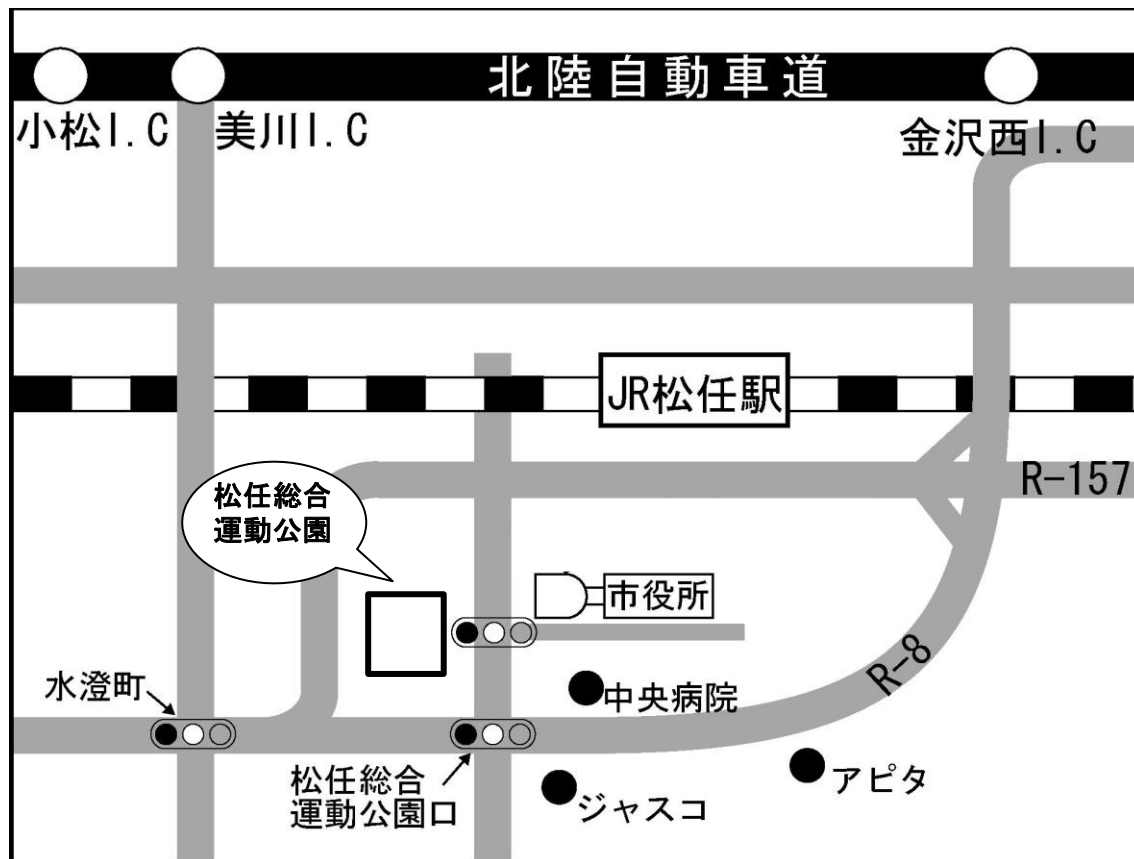 北陸自動車道
小松I.C
美川I.C
金沢西I.C
JR松任駅
R-157
松任総合
運動公園
市役所
水澄町
中央病院
R-8
松任総合
運動公園口
ジャスコ
アピタ